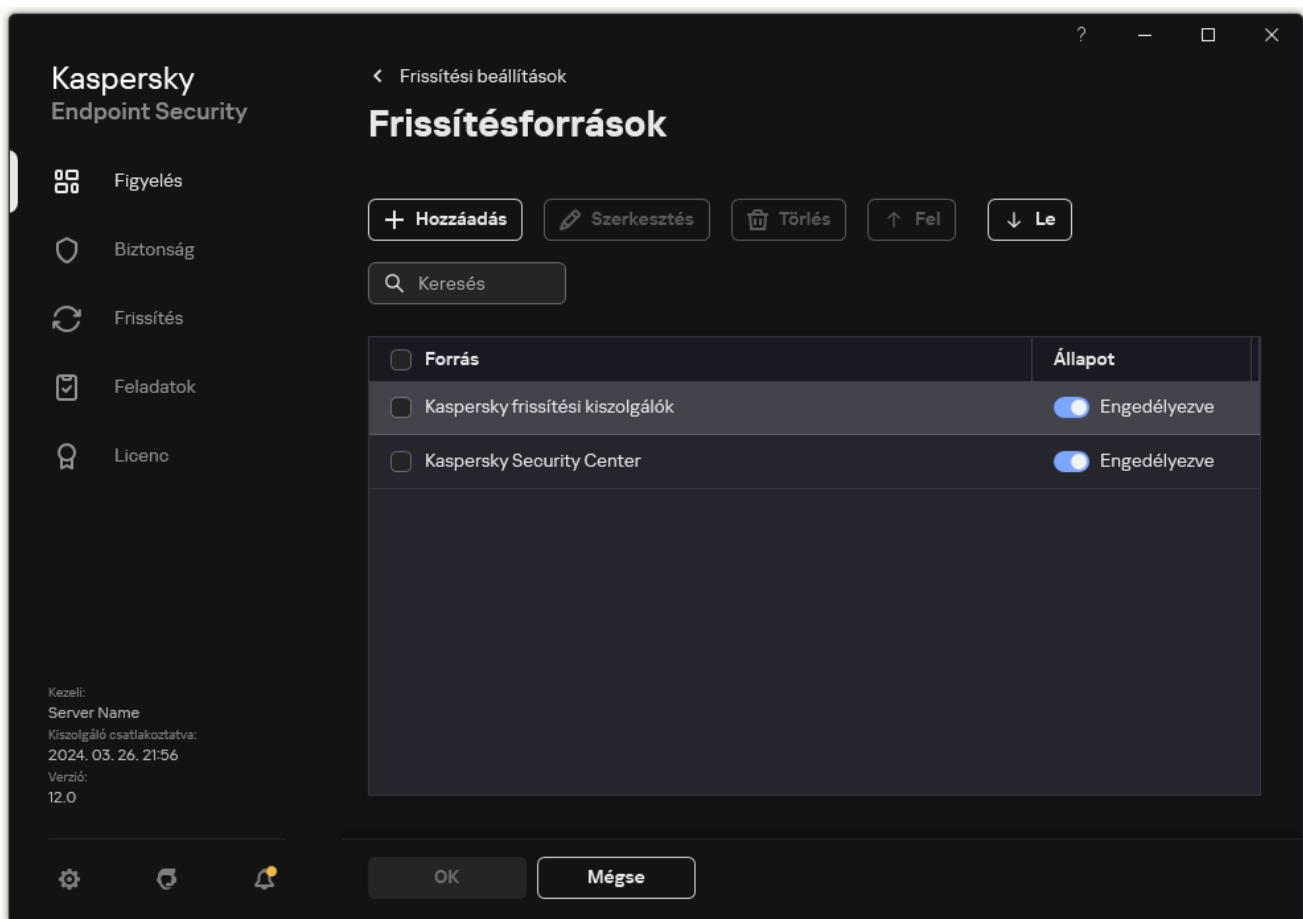 ?
Kaspersky
Endpoint Security
Figyelés
Biztonság
Frissítés
Feladatok
Licenc
Kezeli:
Server Name
Kiszolgáló csatlakoztatva:
2024. 03. 26. 21:56
Verzió:
12.0
Frissítési beállítások
Frissítésforrások
Hozzáadás Szerkesztés Törlés Fel Le
Keresés
Forrás Állapot
Kaspersky frissítési kiszolgálók Engedélyezve
Kaspersky Security Center Engedélyezve
OK Mégse